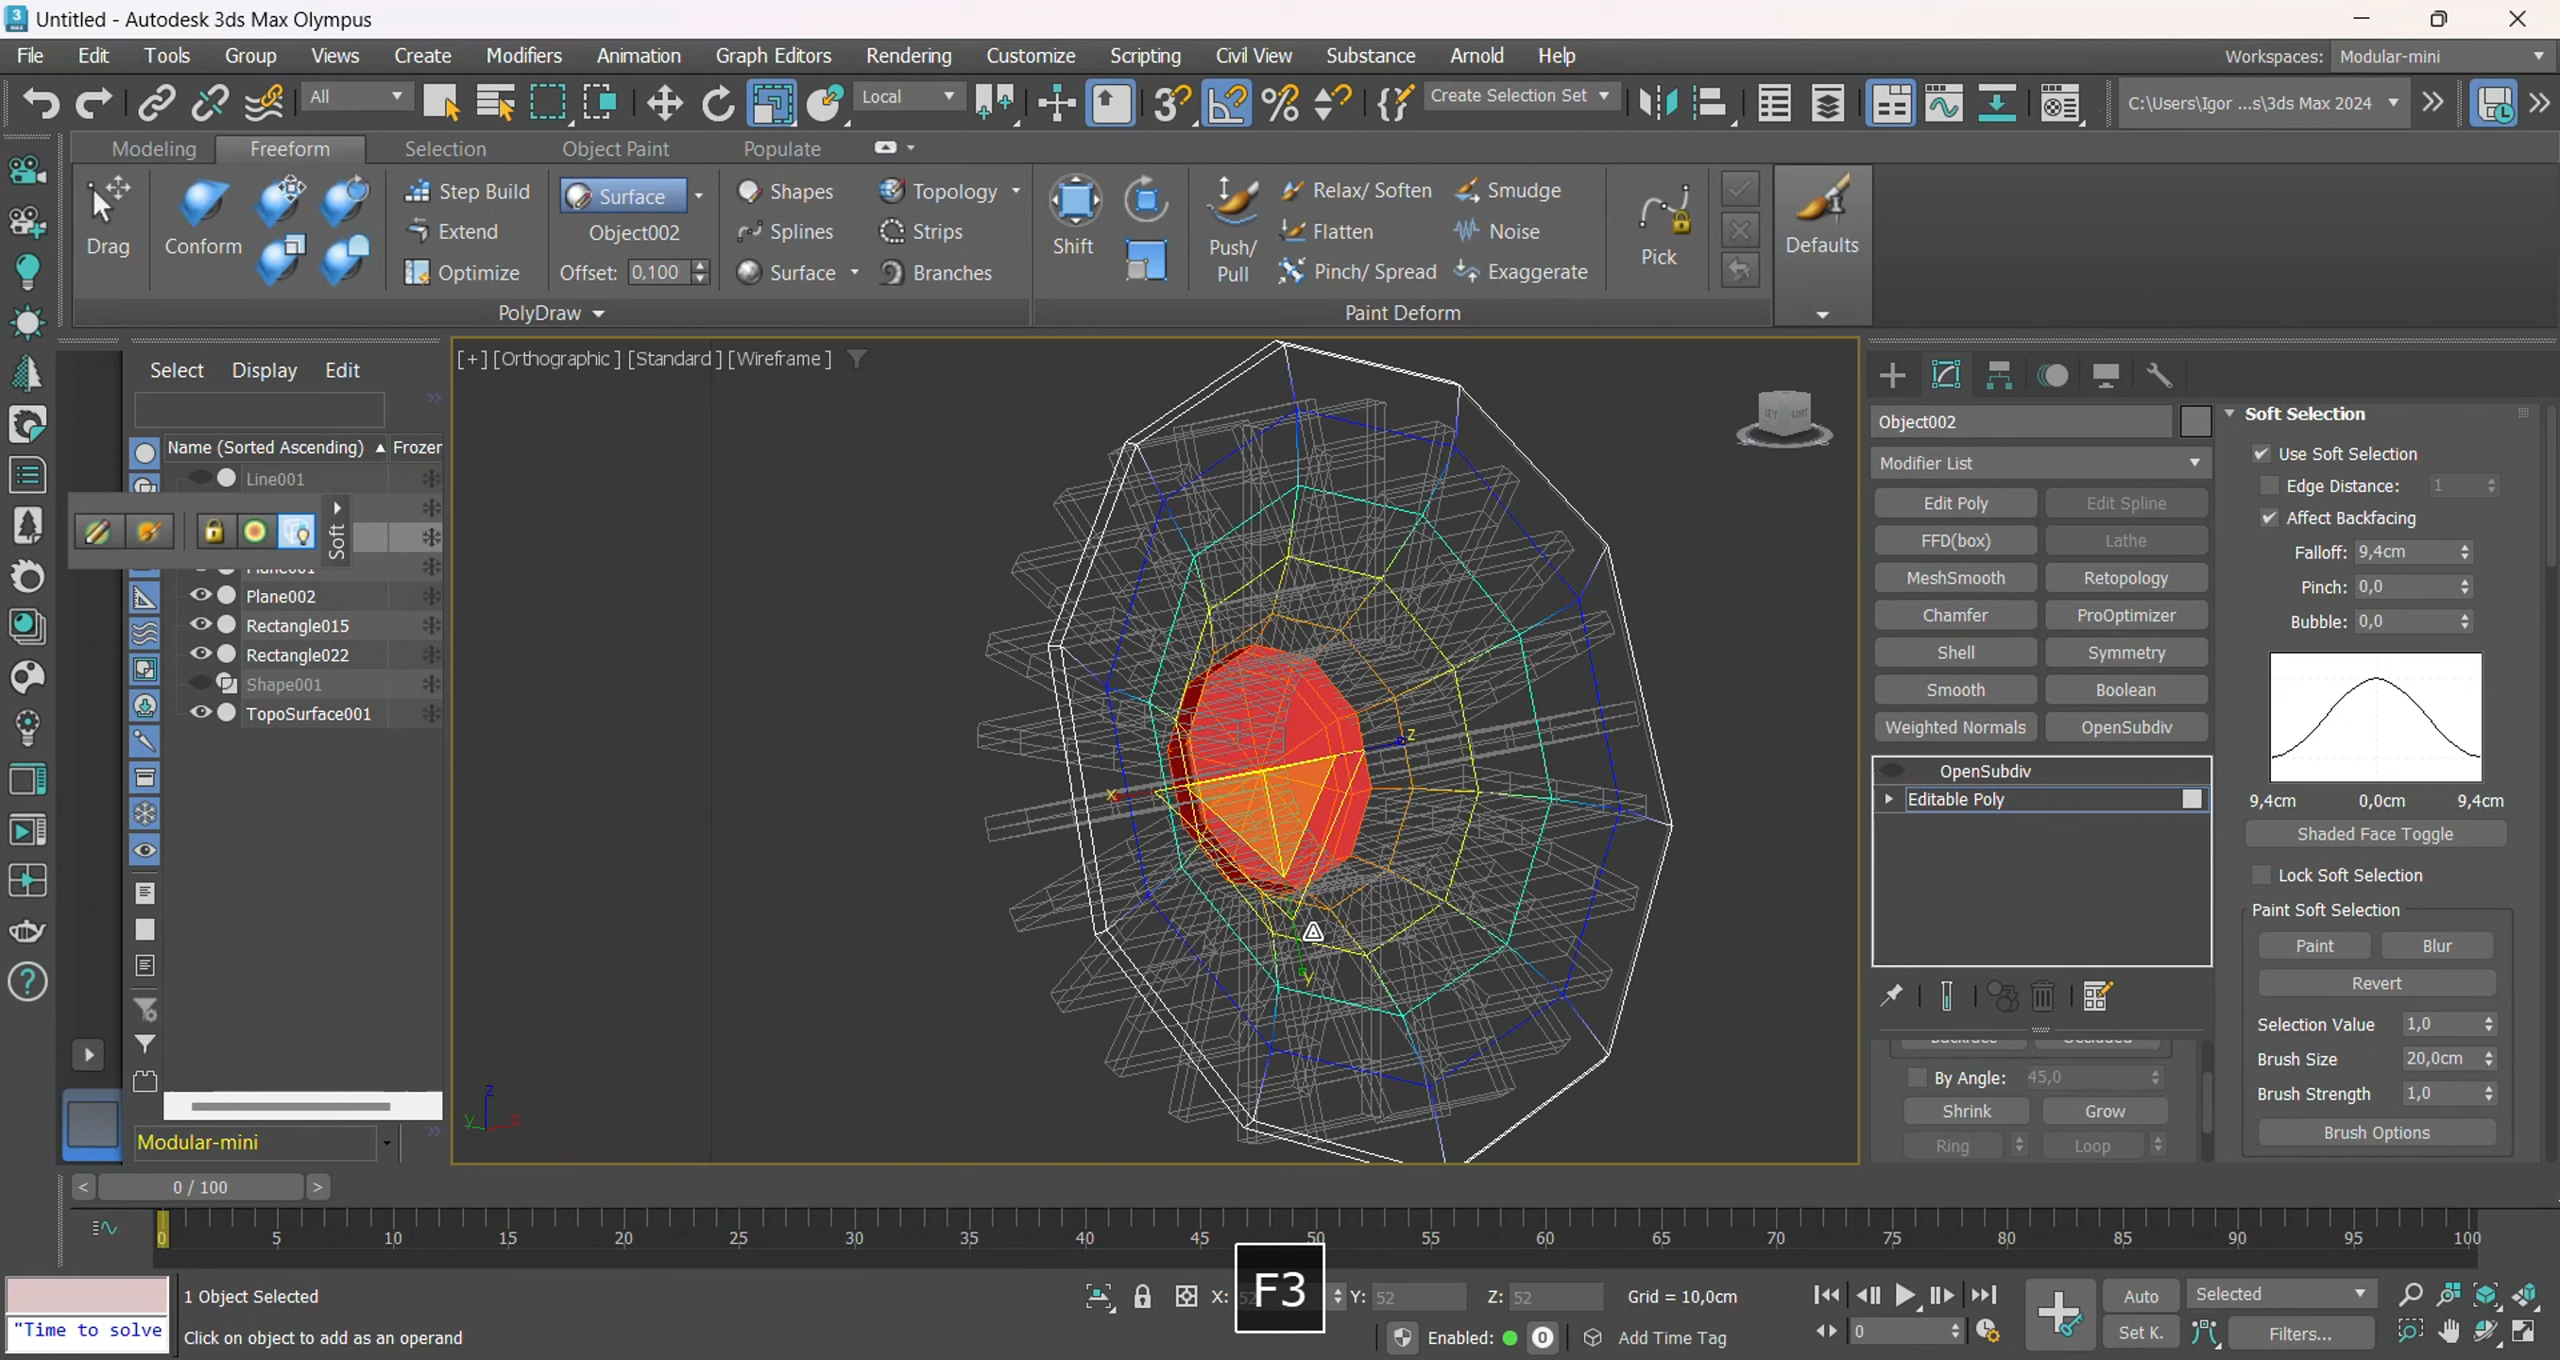 Untitled - Autodesk 3ds Max Olympus
File Edit Tools Group Views Create Modifiers Animation Graph Editors Rendering Customize Scripting Civil View Substance Arnold Help
Workspaces: Modular-mini
All
Local
Create Selection Set
C:\Users\Igor ...s\3ds Max 2024
Modeling Freeform Selection Object Paint Populate
Drag
Conform
Step Build
Extend
Optimize
Surface
Object002
Offset: 0,100
Shapes
Splines
Surface
Topology
Strips
Branches
PolyDraw
Shift
Push/
Pull
Relax/ Soften
Flatten
Pinch/ Spread
Smudge
Noise
Exaggerate
Pick
Paint Deform
Defaults
Select Display Edit
Name (Sorted Ascending) Frozen
Line001
Soft
Plane002
Rectangle015
Rectangle022
Shape001
TopoSurface001
Modular-mini
[+] [Orthographic] [Standard] [Wireframe]
x
y
z
z
y
x
Object002
Modifier List
Edit Poly Edit Spline
FFD(box) Lathe
MeshSmooth Retopology
Chamfer ProOptimizer
Shell Symmetry
Smooth Boolean
Weighted Normals OpenSubdiv
OpenSubdiv
Editable Poly
By Angle: 45,0
Shrink Grow
Ring Loop
Soft Selection
Use Soft Selection
Edge Distance: 1
Affect Backfacing
Falloff: 9,4cm
Pinch: 0,0
Bubble: 0,0
9,4cm 0,0cm 9,4cm
Shaded Face Toggle
Lock Soft Selection
Paint Soft Selection
Paint Blur
Revert
Selection Value 1,0
Brush Size 20,0cm
Brush Strength 1,0
Brush Options
< 0 / 100 >
0 5 10 15 20 25 30 35 40 45 50 55 60 65 70 75 80 85 90 95 100
F3
"Time to solve
1 Object Selected
Click on object to add as an operand
X: Y: 52 Z: 52 Grid = 10,0cm
Enabled: 0 Add Time Tag
0
Auto Selected
Set K. Filters...